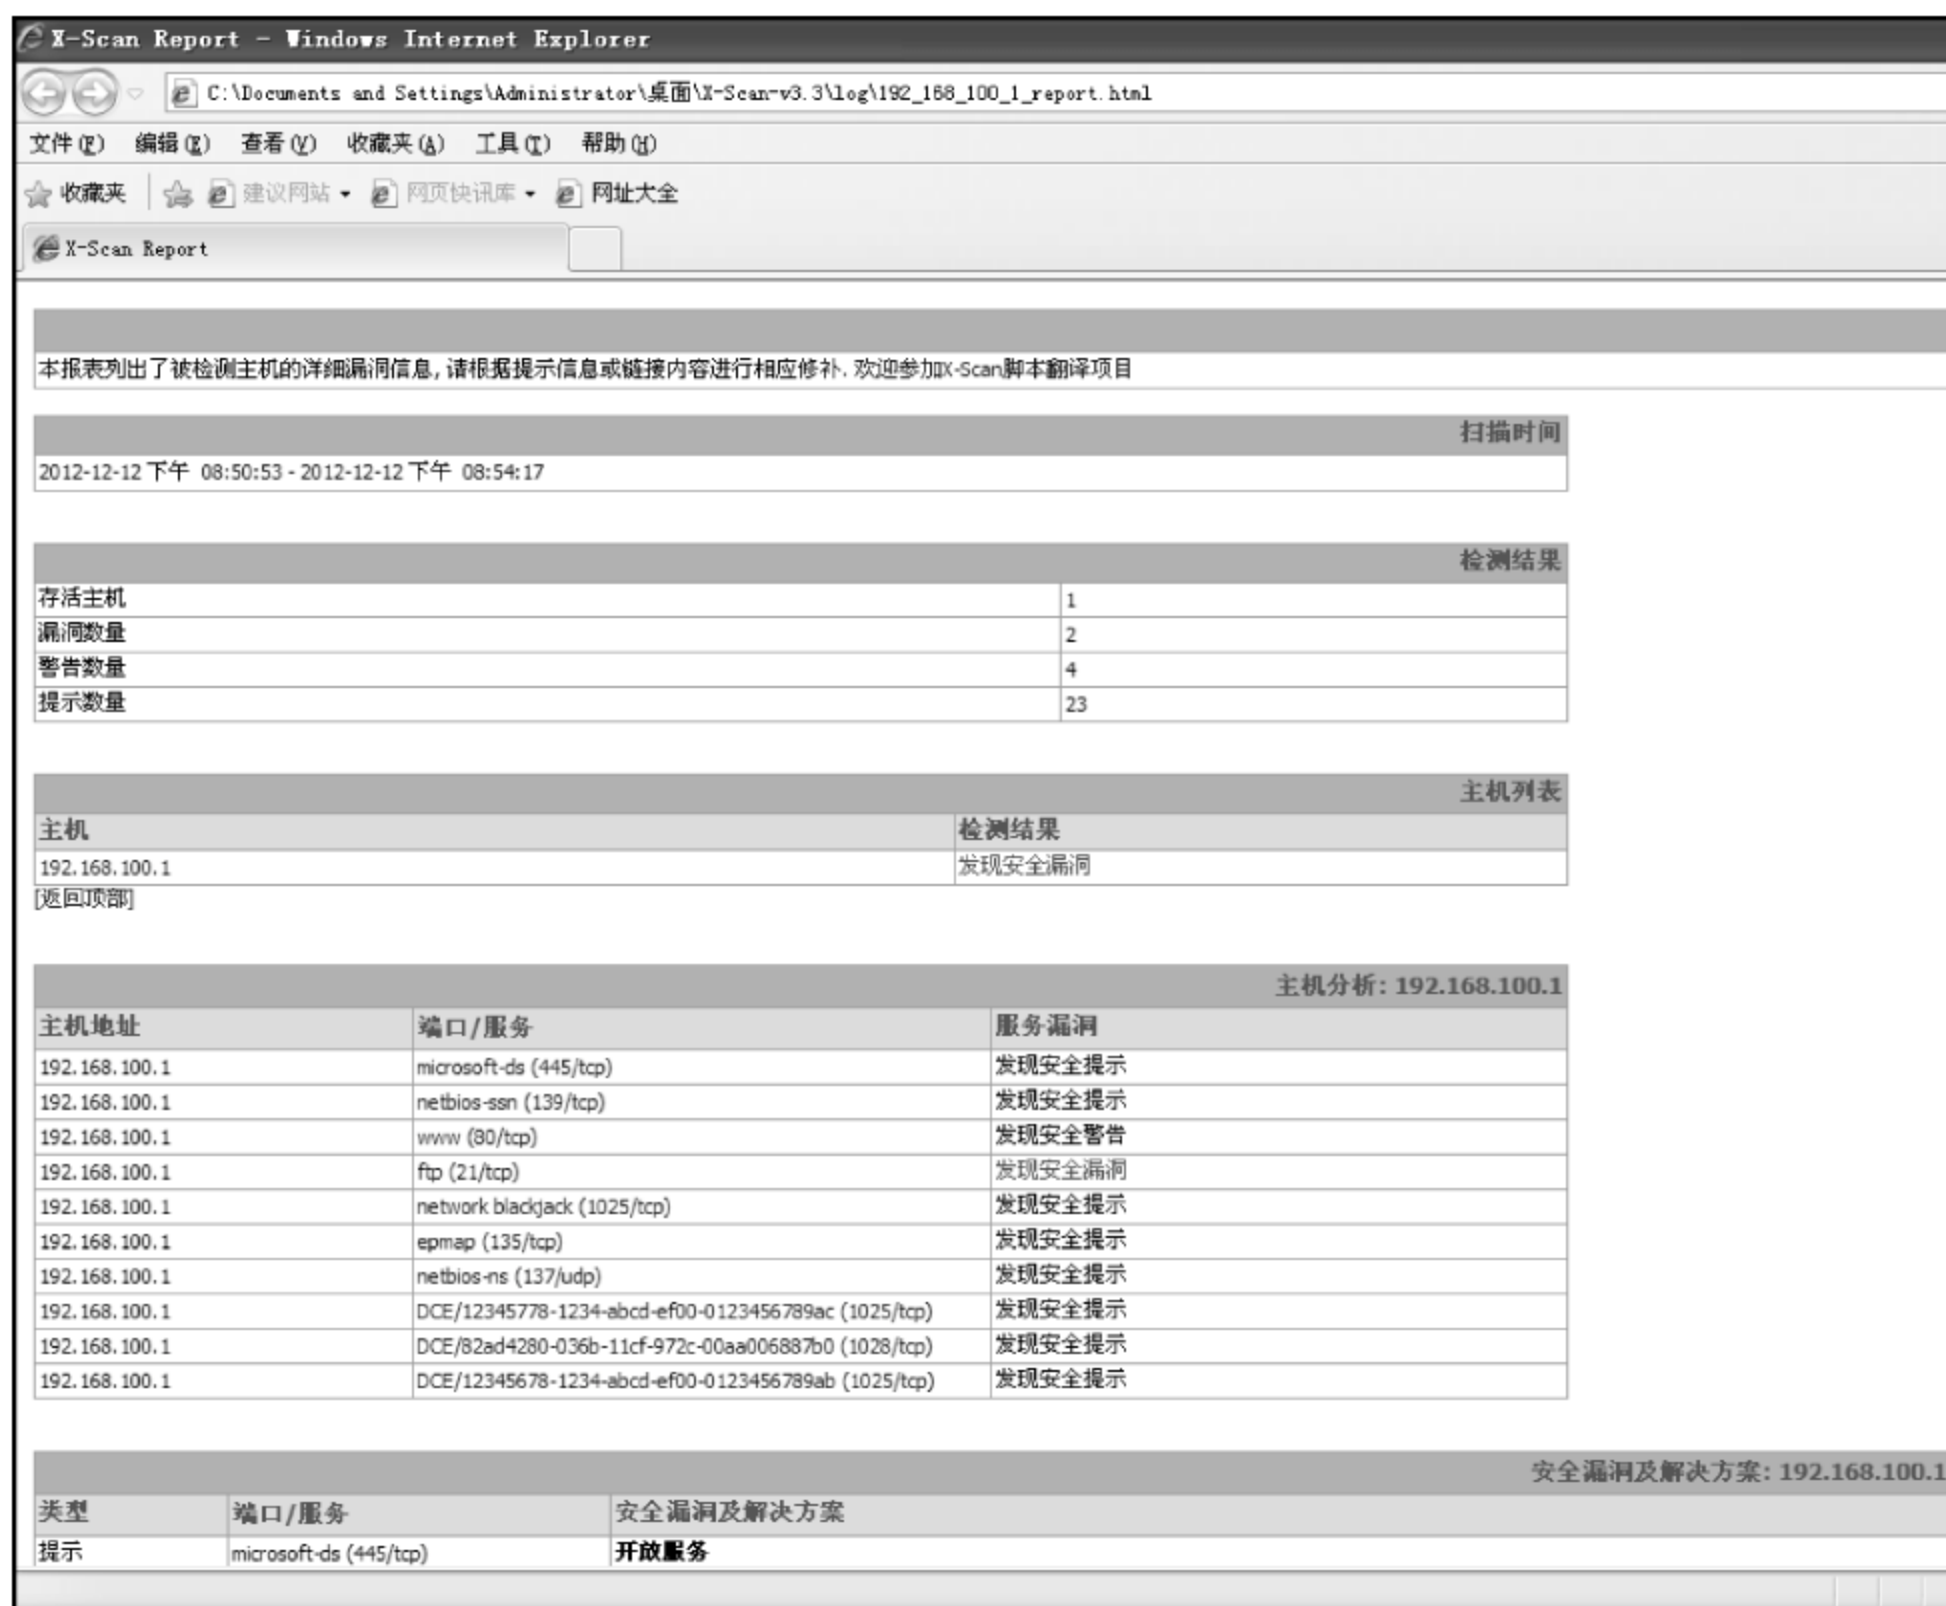 X-Scan Report - Windows Internet Explorer
C:\Documents and Settings\Administrator\桌面\X-Scan-v3.3\log\192_168_100_1_report.html
文件(F) 编辑(E) 查看(V) 收藏夹(A) 工具(T) 帮助(H)
收藏夹 建议网站 网页快讯库 网址大全
X-Scan Report
本报表列出了被检测主机的详细漏洞信息, 请根据提示信息或链接内容进行相应修补. 欢迎参加X-Scan脚本翻译项目
扫描时间
2012-12-12 下午 08:50:53 - 2012-12-12 下午 08:54:17
检测结果
存活主机 1
漏洞数量 2
警告数量 4
提示数量 23
主机列表
主机 检测结果
192.168.100.1 发现安全漏洞
[返回顶部]
主机分析: 192.168.100.1
主机地址 端口/服务 服务漏洞
192.168.100.1 microsoft-ds (445/tcp) 发现安全提示
192.168.100.1 netbios-ssn (139/tcp) 发现安全提示
192.168.100.1 www (80/tcp) 发现安全警告
192.168.100.1 ftp (21/tcp) 发现安全漏洞
192.168.100.1 network blackjack (1025/tcp) 发现安全提示
192.168.100.1 epmap (135/tcp) 发现安全提示
192.168.100.1 netbios-ns (137/udp) 发现安全提示
192.168.100.1 DCE/12345778-1234-abcd-ef00-0123456789ac (1025/tcp) 发现安全提示
192.168.100.1 DCE/82ad4280-036b-11cf-972c-00aa006887b0 (1028/tcp) 发现安全提示
192.168.100.1 DCE/12345678-1234-abcd-ef00-0123456789ab (1025/tcp) 发现安全提示
安全漏洞及解决方案: 192.168.100.1
类型 端口/服务 安全漏洞及解决方案
提示 microsoft-ds (445/tcp) 开放服务